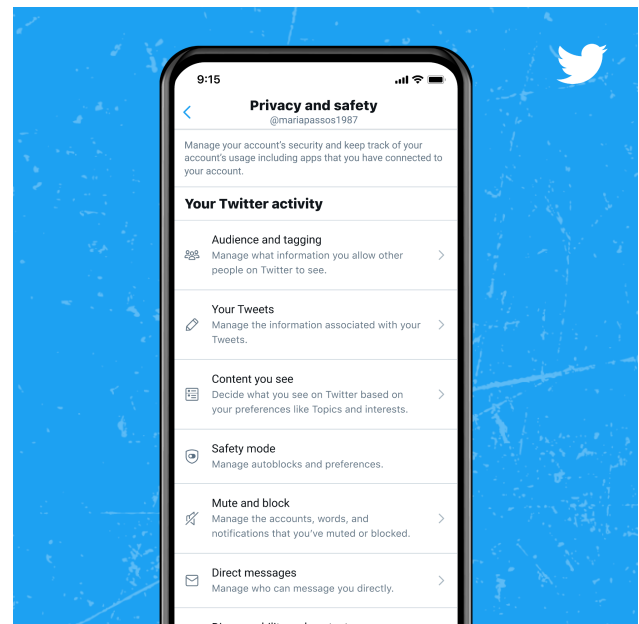 9:15
Privacy and safety
@mariapassos1987
Manage your account's security and keep track of your
account's usage including apps that you have connected to
your account.
Your Twitter activity
Audience and tagging
Manage what information you allow other
people on Twitter to see.
Your Tweets
Manage the information associated with your
Tweets.
Content you see
Decide what you see on Twitter based on
your preferences like Topics and interests.
Safety mode
Manage autoblocks and preferences.
Mute and block
Manage the accounts, words, and
notifications that you've muted or blocked.
Direct messages
Manage who can message you directly.